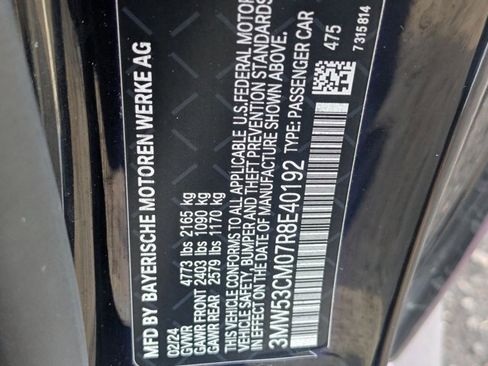 MFD BY BAYERISCHE MOTOREN WERKE AG
02/24
GVWR 4773 lbs 2165 kg
GAWR FRONT 2403 lbs 1090 kg
GAWR REAR 2579 lbs 1170 kg
THIS VEHICLE CONFORMS TO ALL APPLICABLE U.S. FEDERAL MOTOR
VEHICLE SAFETY, BUMPER AND THEFT PREVENTION STANDARDS
IN EFFECT ON THE DATE OF MANUFACTURE SHOWN ABOVE.
3MW53CM07R8E40192 TYPE: PASSENGER CAR
475
7315814